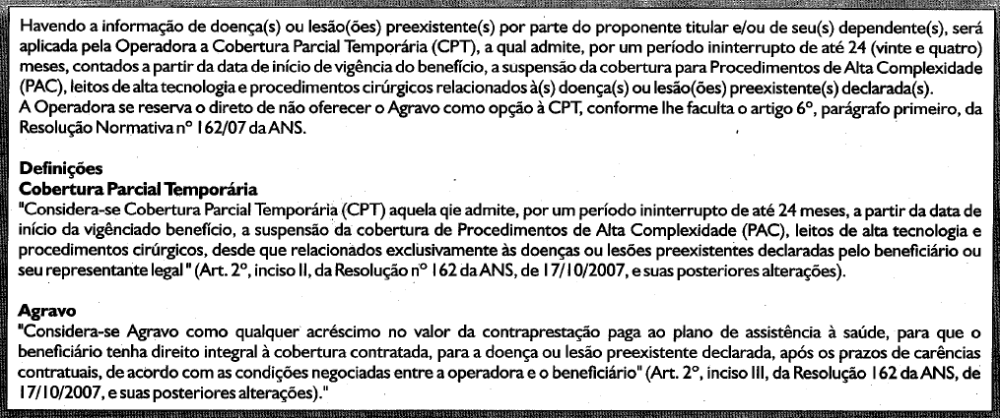 Havendo a informação de doença(s) ou lesão(ões) preexistente(s) por parte do proponente titular e/ou de seu(s) dependente(s), será
aplicada pela Operadora a Cobertura Parcial Temporária (CPT), a qual admite, por um período ininterrupto de até 24 (vinte e quatro)
meses, contados a partir da data de início de vigência do benefício, a suspensão da cobertura para Procedimentos de Alta Complexidade
(PAC), leitos de alta tecnologia e procedimentos cirúrgicos relacionados à(s) doença(s) ou lesão(ões) preexistente(s) declarada(s).
A Operadora se reserva o direto de não oferecer o Agravo como opção à CPT, conforme lhe faculta o artigo 6º, parágrafo primeiro, da
Resolução Normativa nº 162/07 da ANS.
Definições
Cobertura Parcial Temporária
"Considera-se Cobertura Parcial Temporária (CPT) aquela qie admite, por um período ininterrupto de até 24 meses, a partir da data de
início da vigênciado benefício, a suspensão da cobertura de Procedimentos de Alta Complexidade (PAC), leitos de alta tecnologia e
procedimentos cirúrgicos, desde que relacionados exclusivamente às doenças ou lesões preexistentes declaradas pelo beneficiário ou
seu representante legal" (Art. 2º, inciso II, da Resolução nº 162 da ANS, de 17/10/2007, e suas posteriores alterações).
Agravo
"Considera-se Agravo como qualquer acréscimo no valor da contraprestação paga ao plano de assistência à saúde, para que o
beneficiário tenha direito integral à cobertura contratada, para a doença ou lesão preexistente declarada, após os prazos de carências
contratuais, de acordo com as condições negociadas entre a operadora e o beneficiário" (Art. 2º, inciso III, da Resolução 162 da ANS, de
17/10/2007, e suas posteriores alterações)."